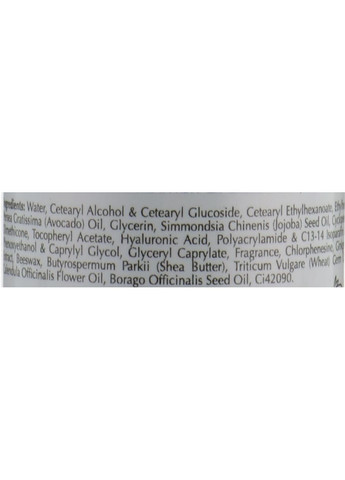 Ingredients: Water, Cetearyl Alcohol & Cetearyl Glucoside, Cetearyl Ethylhexanoate,
Gratissima (Avocado) Oil, Glycerin, Simmondsia Chinenis (Jojoba) Seed Oil,
Tocopheryl Acetate, Hyaluronic Acid, Polyacrylamide & C13-14
& Caprylyl Glycol, Glyceryl Caprylate, Fragrance, Chlorphenesine,
Beeswax, Butyrospermum Parkii (Shea Butter), Triticum Vulgare (Wheat)
Officinalis Flower Oil, Borago Officinalis Seed Oil, Ci42090.